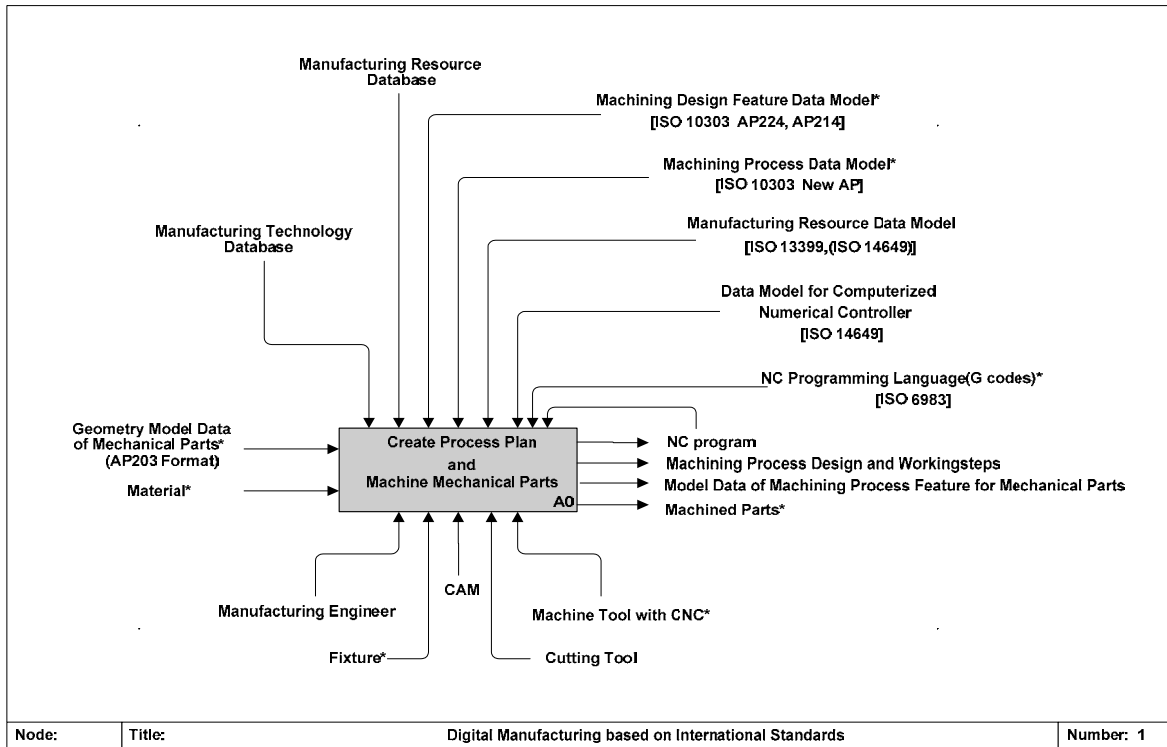 Manufacturing Resource
Database
Machining Design Feature Data Model*
[ISO 10303 AP224, AP214]
Machining Process Data Model*
[ISO 10303 New AP]
Manufacturing Technology
Database
Manufacturing Resource Data Model
[ISO 13399,(ISO 14649)]
Data Model for Computerized
Numerical Controller
[ISO 14649]
NC Programming Language(G codes)*
[ISO 6983]
Geometry Model Data
of Mechanical Parts*
(AP203 Format)
Material*
Create Process Plan
and
Machine Mechanical Parts
A0
NC program
Machining Process Design and Workingsteps
Model Data of Machining Process Feature for Mechanical Parts
Machined Parts*
Manufacturing Engineer
CAM
Machine Tool with CNC*
Fixture*
Cutting Tool
Node:
Title:
Digital Manufacturing based on International Standards
Number: 1